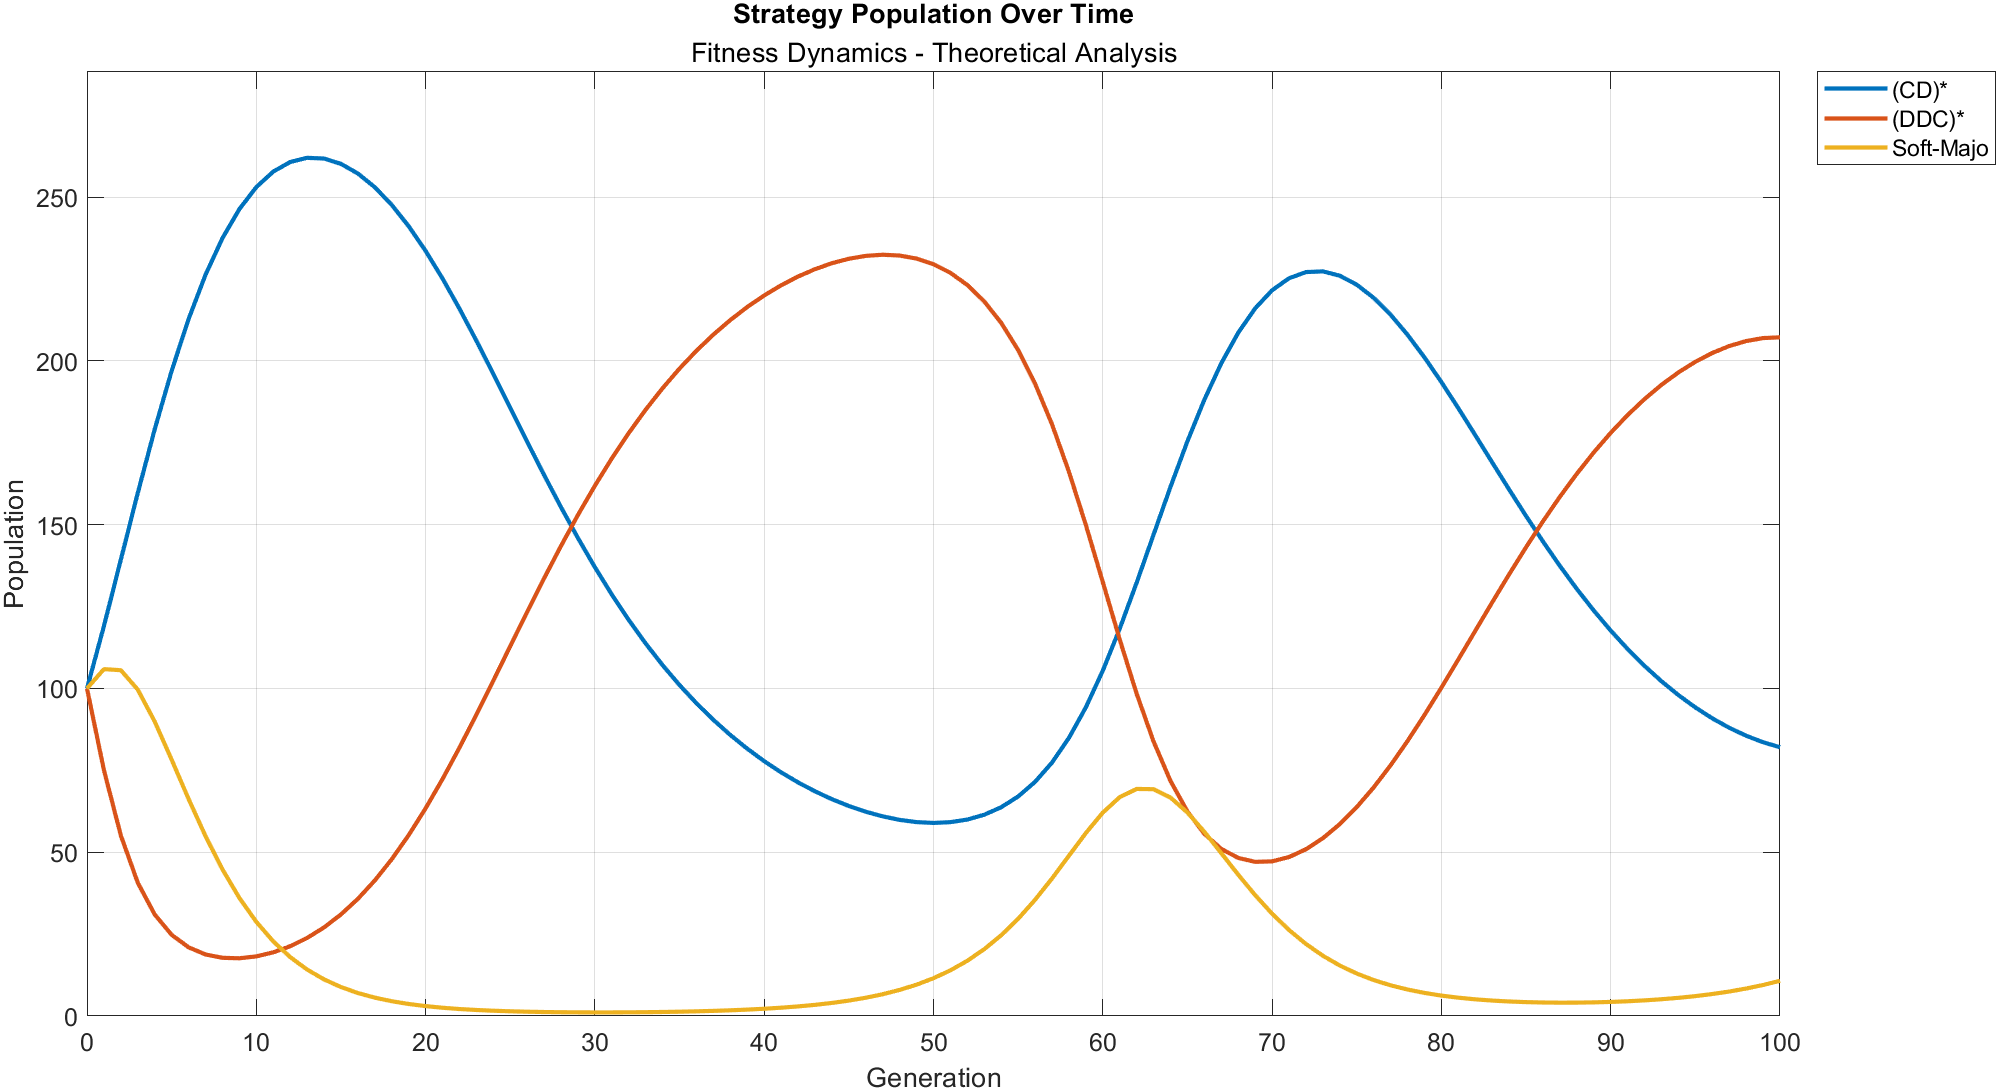 Strategy Population Over Time
Fitness Dynamics - Theoretical Analysis
(CD)*
(DDC)*
Soft-Majo
Population
250
200
150
100
50
0
0 10 20 30 40 50 60 70 80 90 100
Generation